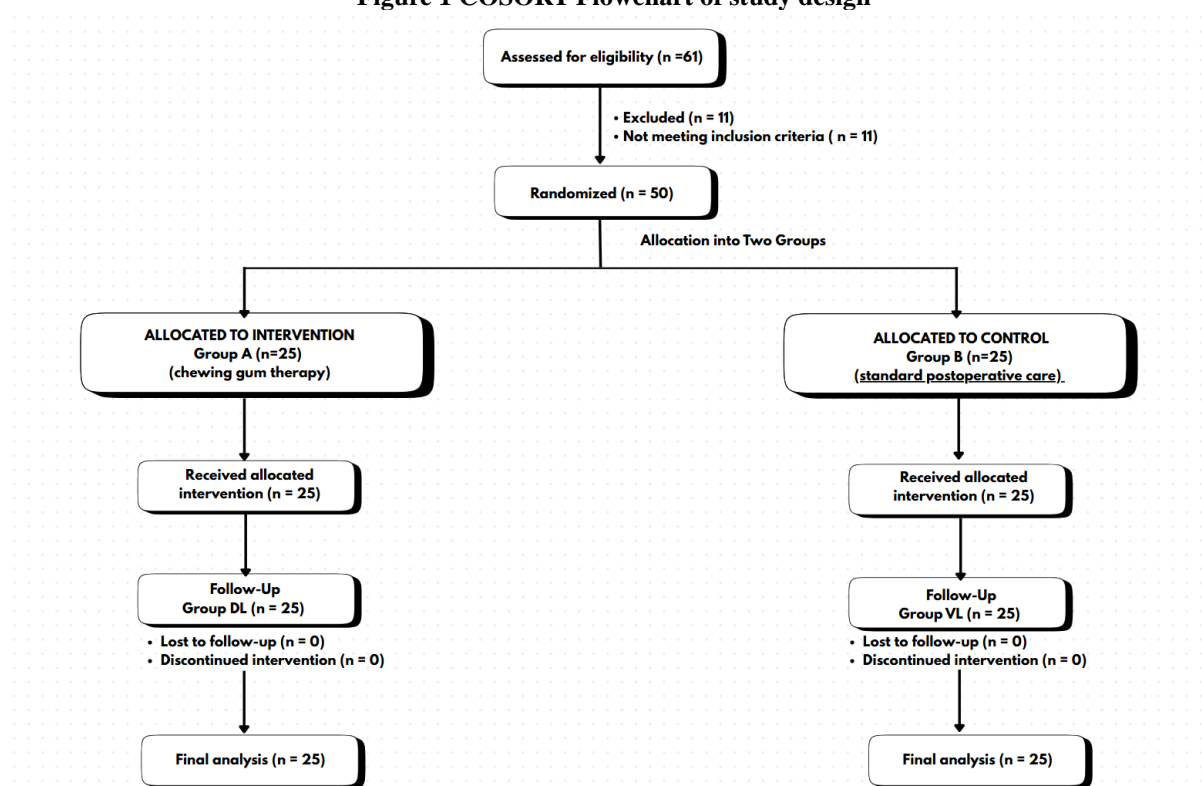 Figure 1 COSORT Flowchart of study design
Assessed for eligibility (n =61)
• Excluded (n = 11)
• Not meeting inclusion criteria ( n = 11)
Randomized (n = 50)
Allocation into Two Groups
ALLOCATED TO INTERVENTION
Group A (n=25)
(chewing gum therapy)
ALLOCATED TO CONTROL
Group B (n=25)
(standard postoperative care)
Received allocated
intervention (n = 25)
Received allocated
intervention (n = 25)
Follow-Up
Group DL (n = 25)
• Lost to follow-up (n = 0)
• Discontinued intervention (n = 0)
Follow-Up
Group VL (n = 25)
• Lost to follow-up (n = 0)
• Discontinued intervention (n = 0)
Final analysis (n = 25)
Final analysis (n = 25)